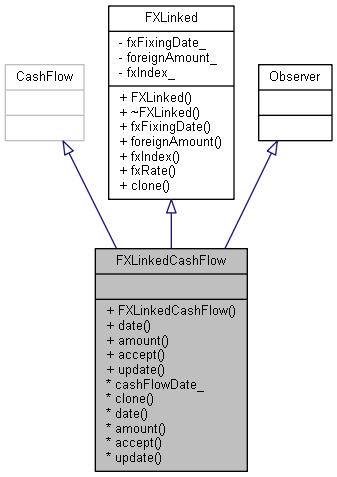 FXLinked
- fxFixingDate_
- foreignAmount_
- fxIndex_
+ FXLinked()
+ ~FXLinked()
+ fxFixingDate()
+ foreignAmount()
+ fxIndex()
+ fxRate()
+ clone()
CashFlow
Observer
FXLinkedCashFlow
+ FXLinkedCashFlow()
+ date()
+ amount()
+ accept()
+ update()
* cashFlowDate_
* clone()
* date()
* amount()
* accept()
* update()